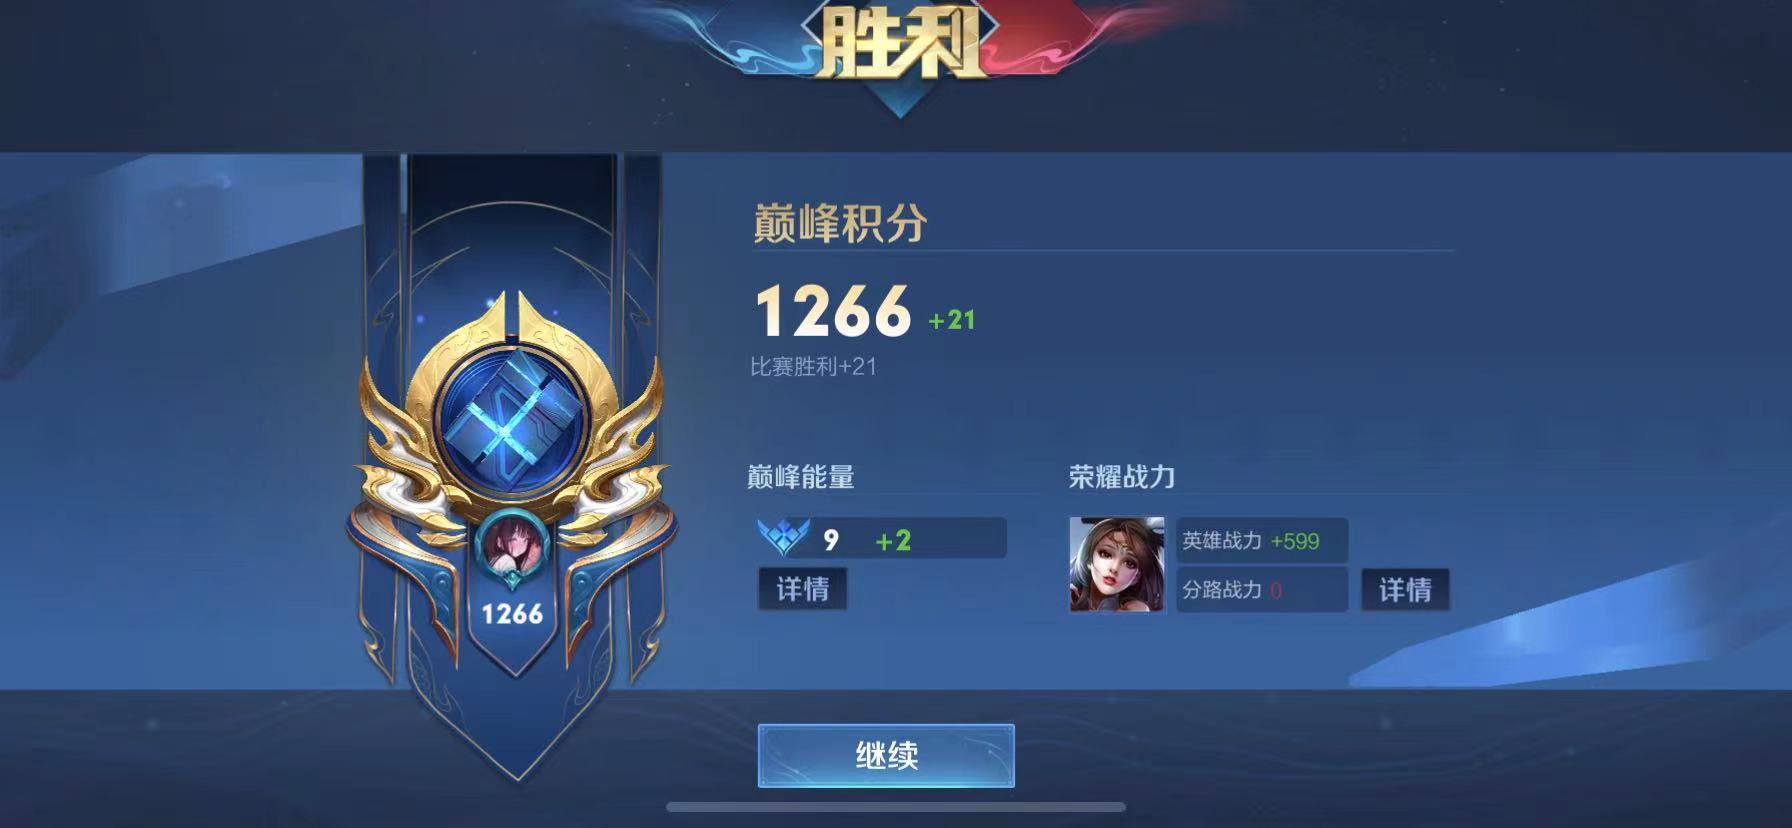 胜利
巅峰积分
1266 +21
比赛胜利+21
巅峰能量
9 +2
详情
荣耀战力
英雄战力 +599
分路战力 0
详情
1266
继续